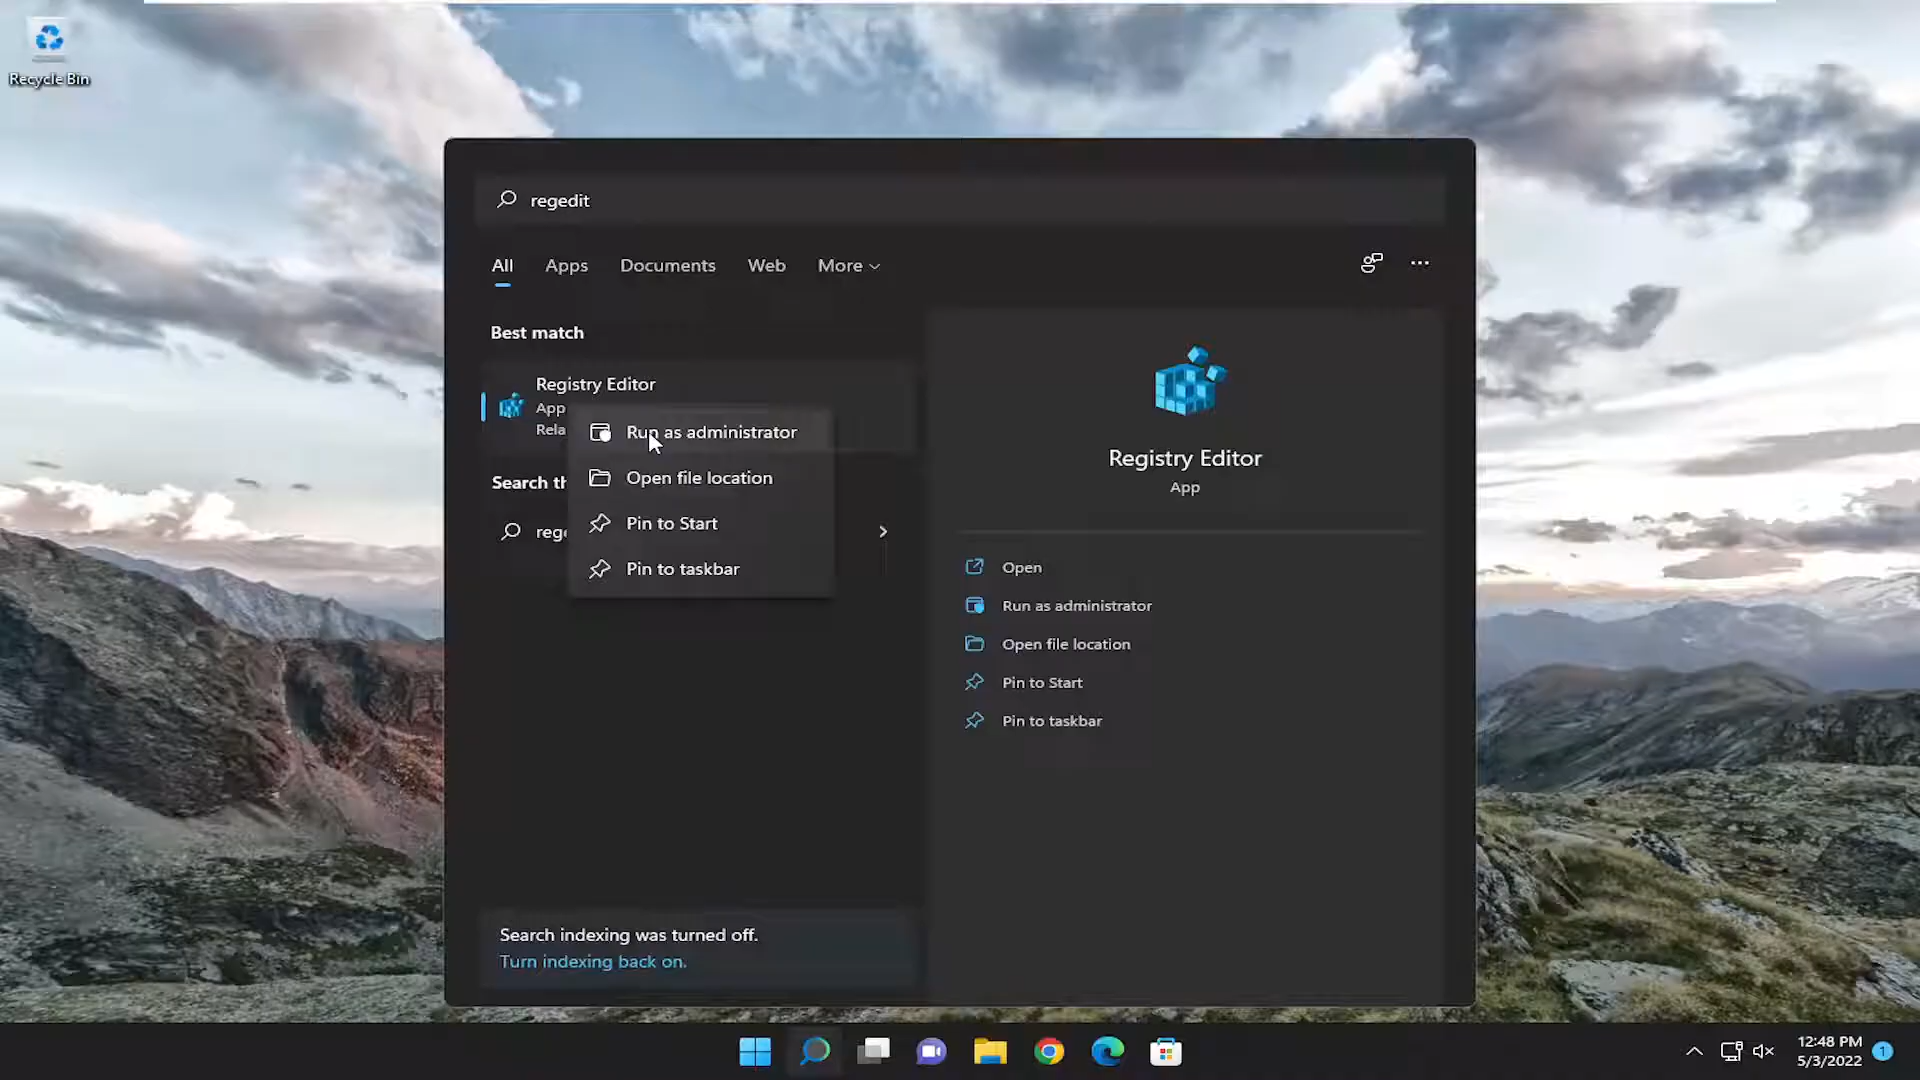 Recycle Bin
regedit
All Apps Documents Web More
Best match
Registry Editor
App
Rela
Run as administrator
Open file location
Pin to Start
Pin to taskbar
Search th
rege
Registry Editor
App
Open
Run as administrator
Open file location
Pin to Start
Pin to taskbar
Search indexing was turned off.
Turn indexing back on.
12:48 PM
5/3/2022
1